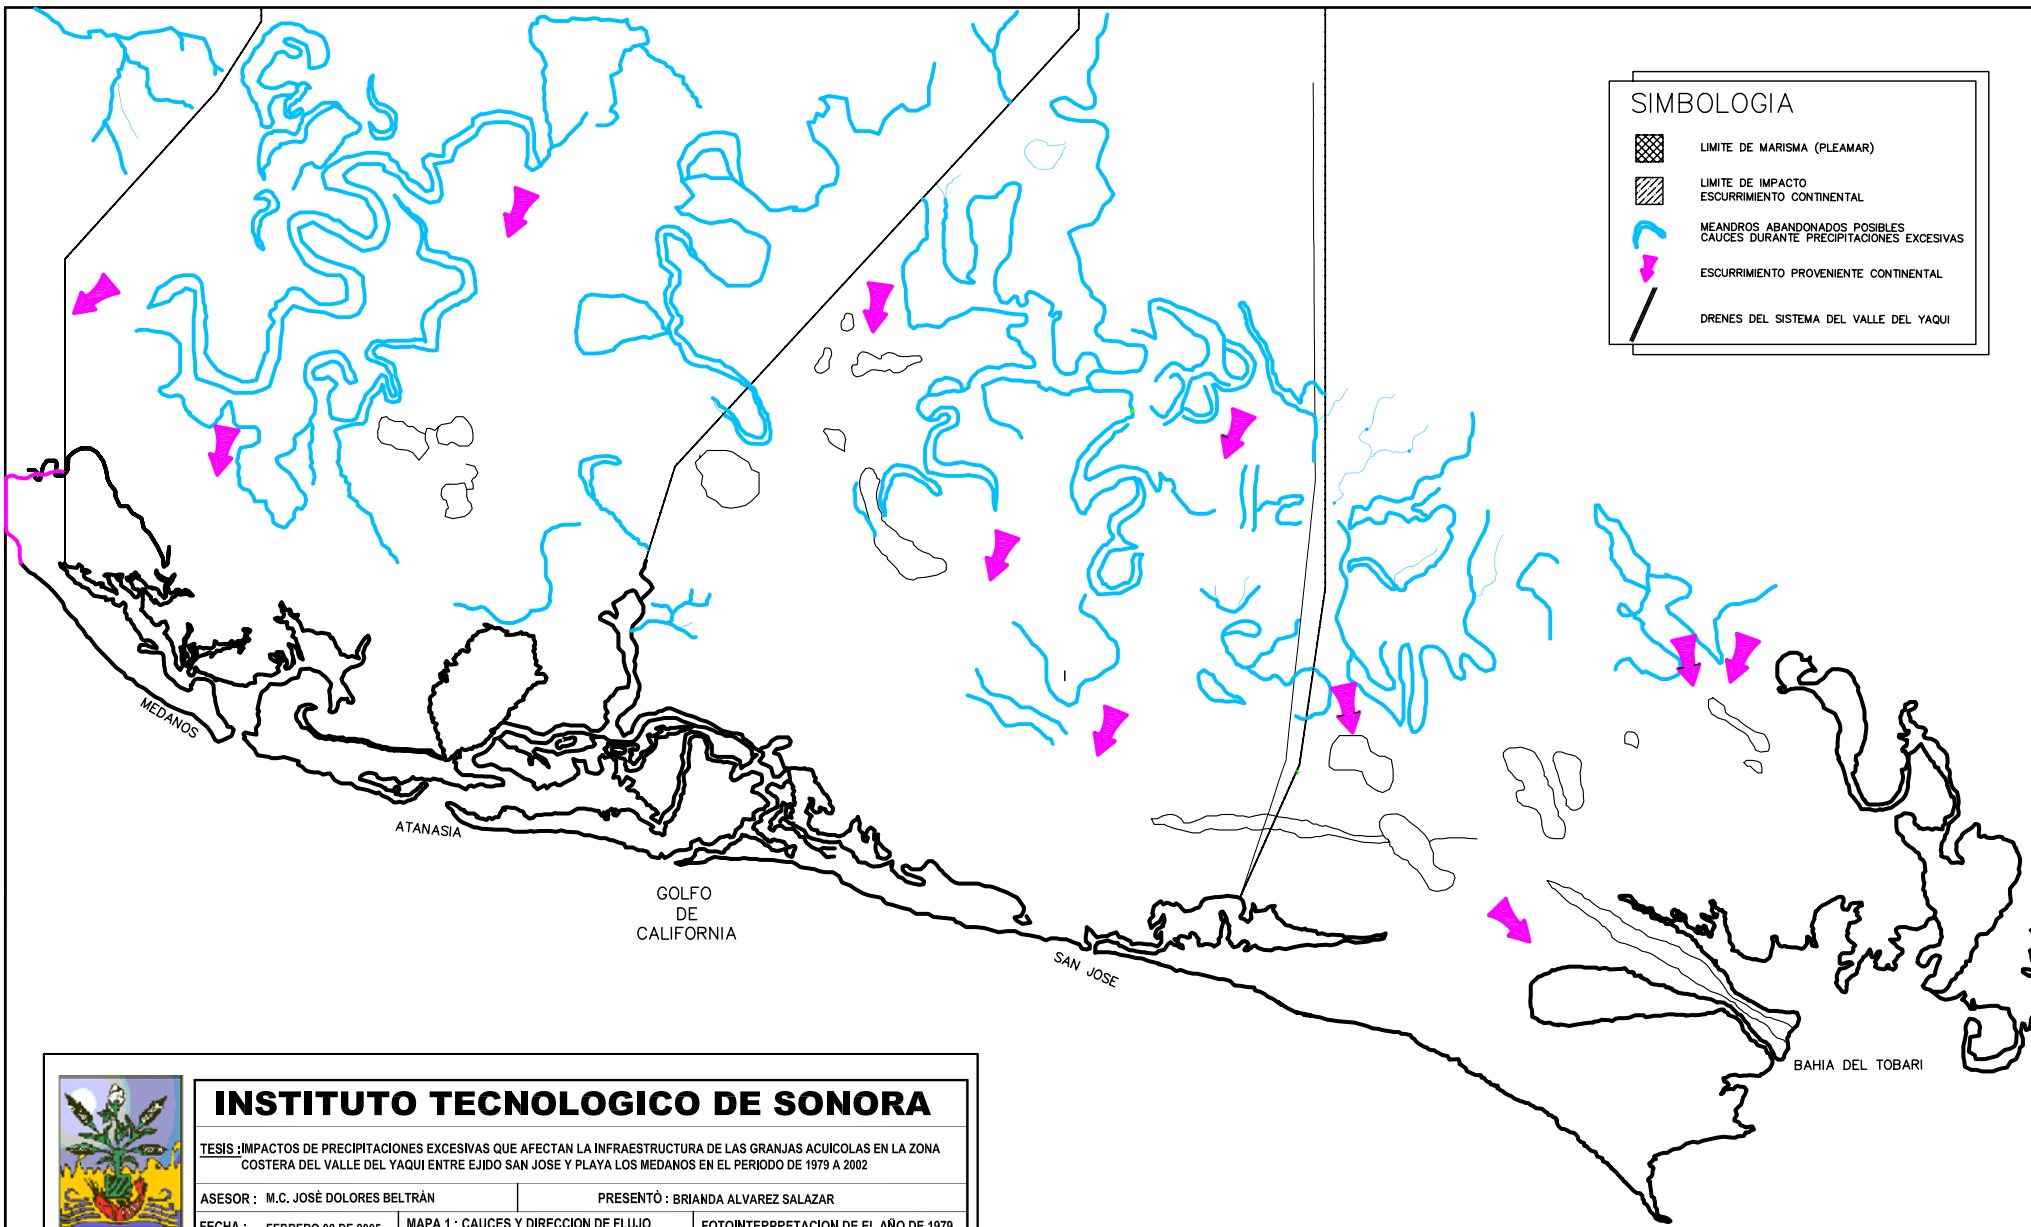 SIMBOLOGIA
LIMITE DE MARISMA (PLEAMAR)
LIMITE DE IMPACTO
ESCURRIMIENTO CONTINENTAL
MEANDROS ABANDONADOS POSIBLES
CAUCES DURANTE PRECIPITACIONES EXCESIVAS
ESCURRIMIENTO PROVENIENTE CONTINENTAL
DRENES DEL SISTEMA DEL VALLE DEL YAQUI
MEDANOS
ATANASIA
GOLFO
DE
CALIFORNIA
SAN JOSE
BAHIA DEL TOBARI
INSTITUTO TECNOLOGICO DE SONORA
TESIS :IMPACTOS DE PRECIPITACIONES EXCESIVAS QUE AFECTAN LA INFRAESTRUCTURA DE LAS GRANJAS ACUICOLAS EN LA ZONA
COSTERA DEL VALLE DEL YAQUI ENTRE EJIDO SAN JOSE Y PLAYA LOS MEDANOS EN EL PERIODO DE 1979 A 2002
ASESOR : M.C. JOSÈ DOLORES BELTRÀN
PRESENTÒ : BRIANDA ALVAREZ SALAZAR
FECHA : FEBRERO 08 DE 2005
MAPA 1 : CAUCES Y DIRECCION DE FLUJO
FOTOINTERPRETACION DE EL AÑO DE 1979